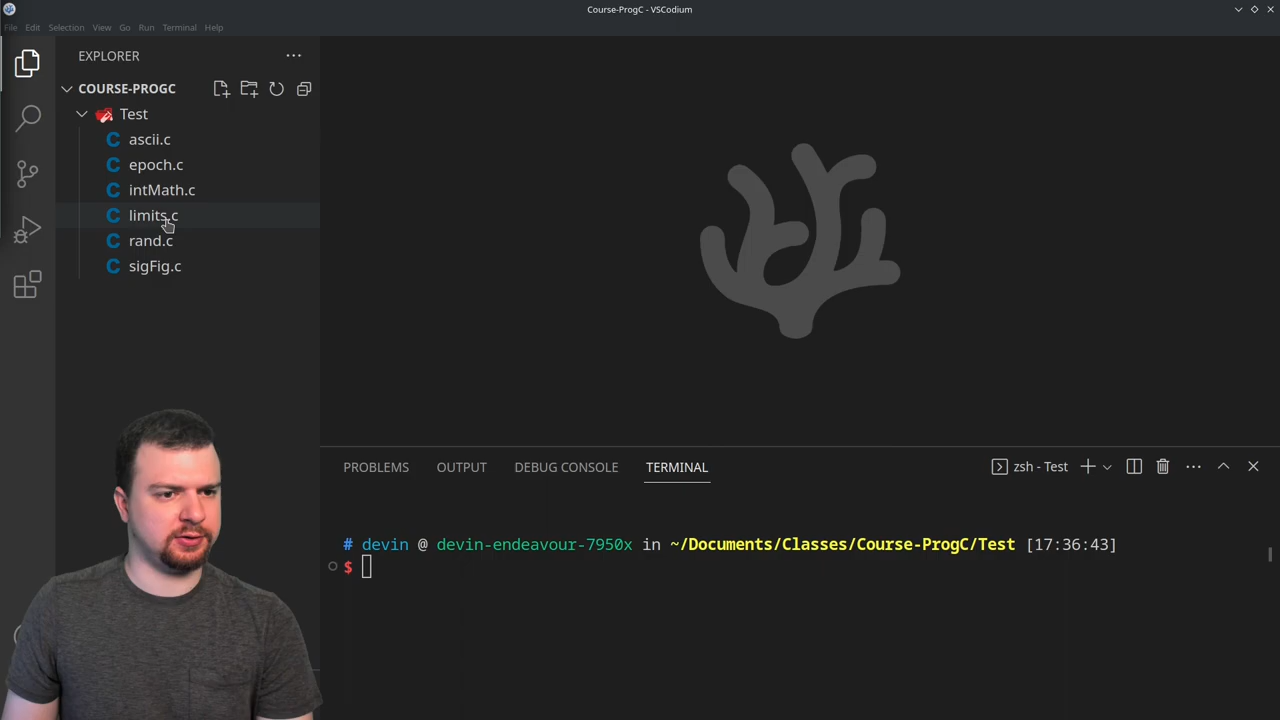 Course-ProgC - VSCodium
File Edit Selection View Go Run Terminal Help
EXPLORER
COURSE-PROGC
Test
C ascii.c
C epoch.c
C intMath.c
C limits.c
C rand.c
C sigFig.c
PROBLEMS OUTPUT DEBUG CONSOLE TERMINAL
zsh - Test
# devin @ devin-endeavour-7950x in ~/Documents/Classes/Course-ProgC/Test [17:36:43]
$